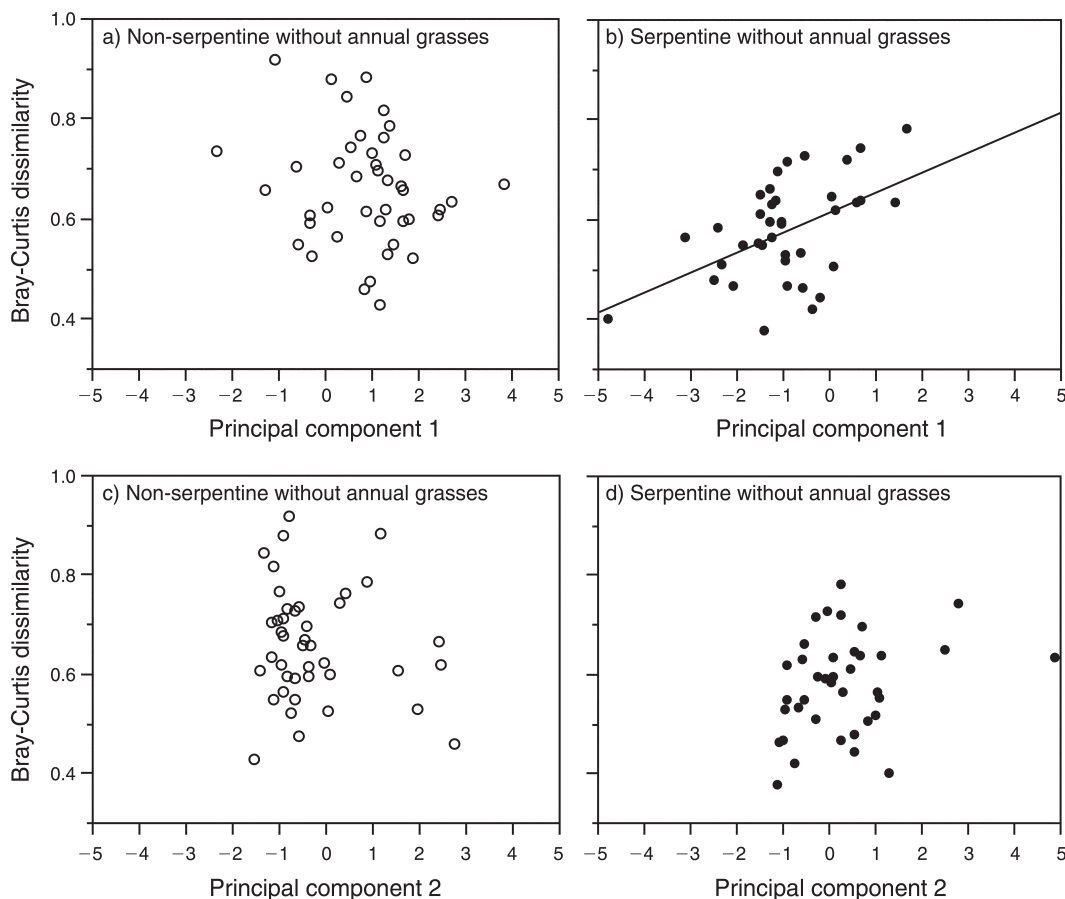 a) Non-serpentine without annual grasses
b) Serpentine without annual grasses
Bray-Curtis dissimilarity
1.0
0.8
0.6
0.4
−5 −4 −3 −2 −1 0 1 2 3 4 5
−5 −4 −3 −2 −1 0 1 2 3 4 5
Principal component 1
Principal component 1
c) Non-serpentine without annual grasses
d) Serpentine without annual grasses
Bray-Curtis dissimilarity
1.0
0.8
0.6
0.4
−5 −4 −3 −2 −1 0 1 2 3 4 5
−5 −4 −3 −2 −1 0 1 2 3 4 5
Principal component 2
Principal component 2